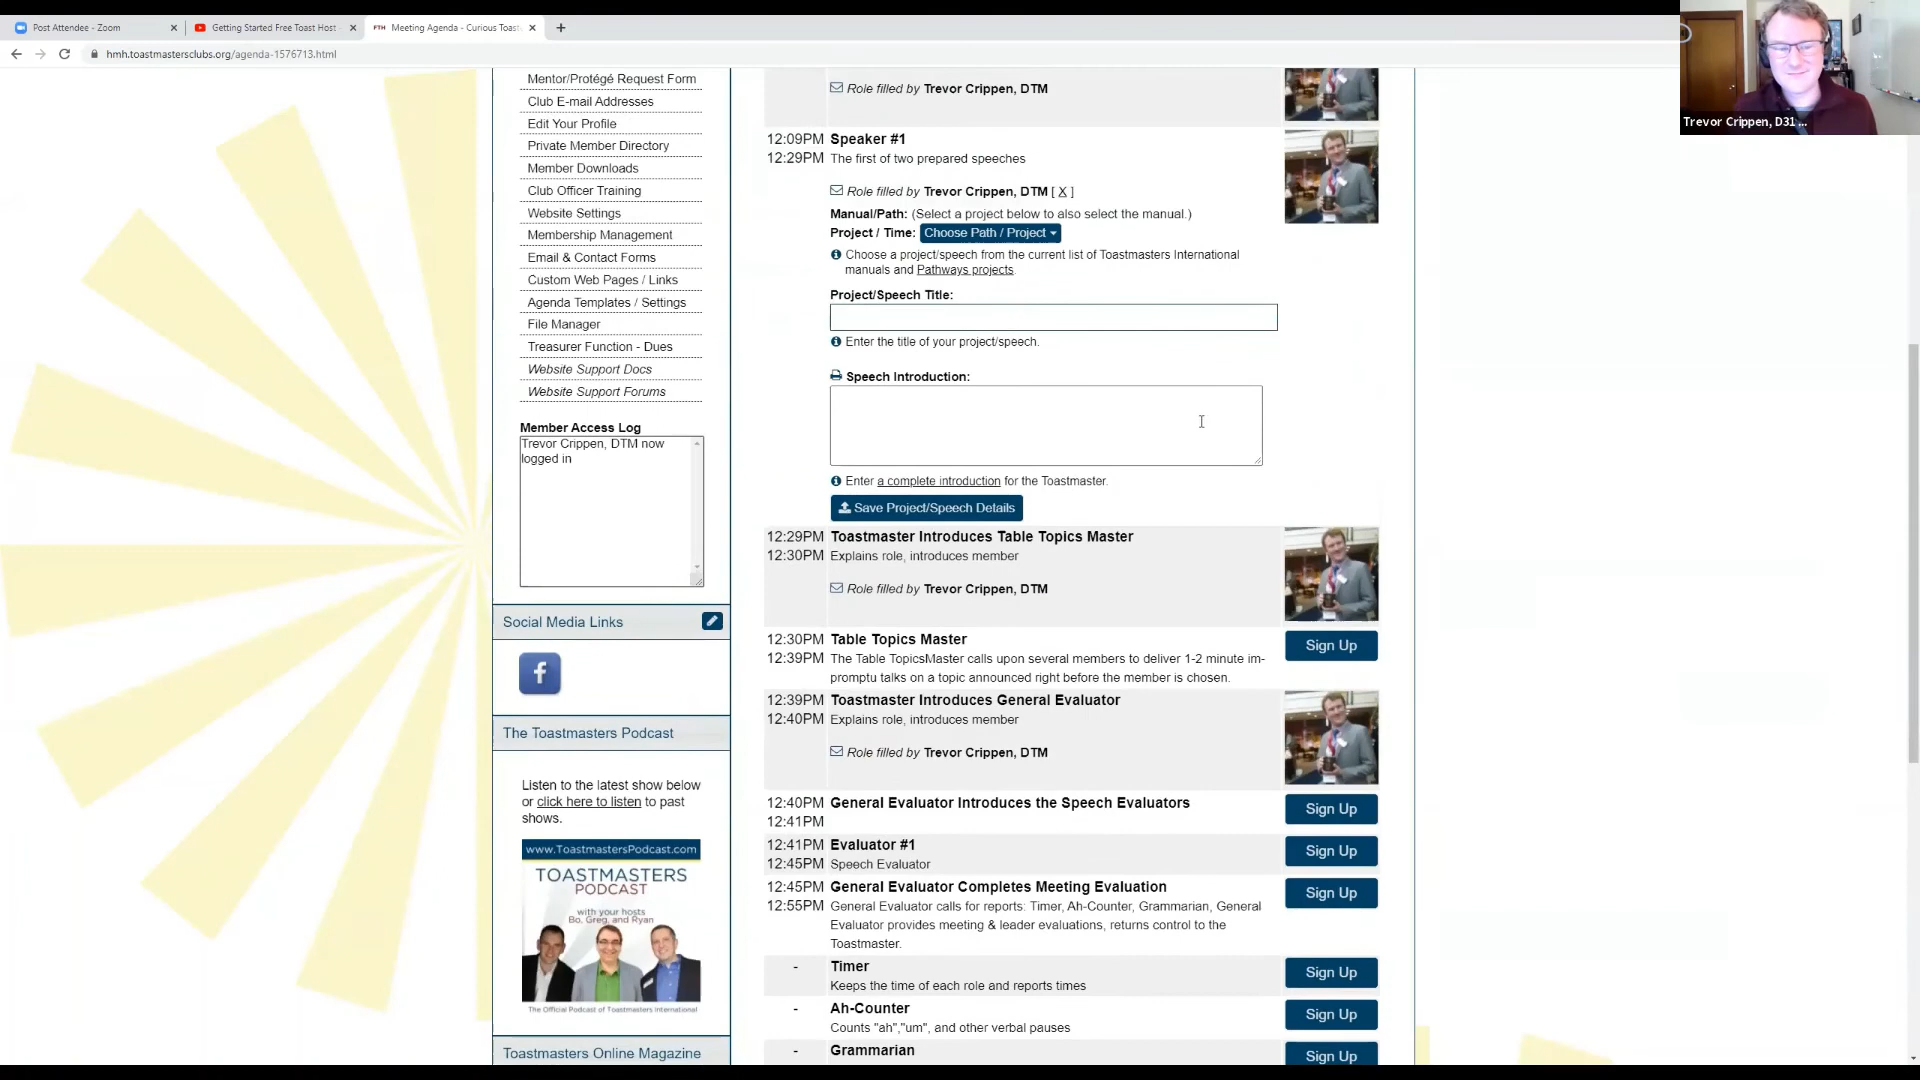 Post Attendee - Zoom
Getting Started Free Toast Host
FTH Meeting Agenda - Curious Toast
hmh.toastmastersclubs.org/agenda-1576713.html
Trevor Crippen, D31 ...
Mentor/Protégé Request Form
Club E-mail Addresses
Edit Your Profile
Private Member Directory
Member Downloads
Club Officer Training
Website Settings
Membership Management
Email & Contact Forms
Custom Web Pages / Links
Agenda Templates / Settings
File Manager
Treasurer Function - Dues
Website Support Docs
Website Support Forums
Member Access Log
Trevor Crippen, DTM now
logged in
Social Media Links
f
The Toastmasters Podcast
Listen to the latest show below
or click here to listen to past
shows.
www.ToastmastersPodcast.com
TOASTMASTERS
PODCAST
with your hosts
Bo, Greg, and Ryan
The Official Podcast of Toastmasters International
Toastmasters Online Magazine
Role filled by Trevor Crippen, DTM
12:09PM Speaker #1
12:29PM The first of two prepared speeches
Role filled by Trevor Crippen, DTM [ X ]
Manual/Path: (Select a project below to also select the manual.)
Project / Time: Choose Path / Project
Choose a project/speech from the current list of Toastmasters International
manuals and Pathways projects.
Project/Speech Title:
Enter the title of your project/speech.
Speech Introduction:
Enter a complete introduction for the Toastmaster.
Save Project/Speech Details
12:29PM Toastmaster Introduces Table Topics Master
12:30PM Explains role, introduces member
Role filled by Trevor Crippen, DTM
12:30PM Table Topics Master
12:39PM The Table TopicsMaster calls upon several members to deliver 1-2 minute im-
promptu talks on a topic announced right before the member is chosen.
Sign Up
12:39PM Toastmaster Introduces General Evaluator
12:40PM Explains role, introduces member
Role filled by Trevor Crippen, DTM
12:40PM General Evaluator Introduces the Speech Evaluators
12:41PM
Sign Up
12:41PM Evaluator #1
12:45PM Speech Evaluator
Sign Up
12:45PM General Evaluator Completes Meeting Evaluation
12:55PM General Evaluator calls for reports: Timer, Ah-Counter, Grammarian, General
Evaluator provides meeting & leader evaluations, returns control to the
Toastmaster.
Sign Up
- Timer
Keeps the time of each role and reports times
Sign Up
- Ah-Counter
Counts "ah","um", and other verbal pauses
Sign Up
- Grammarian
Sign Up